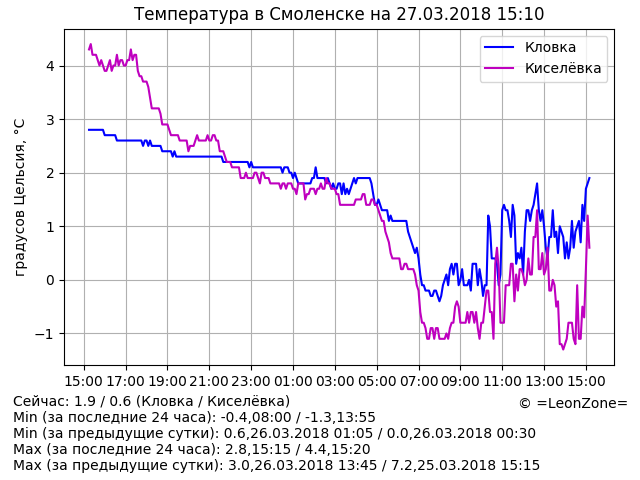 Температура в Смоленске на 27.03.2018 15:10
Кловка
Киселёвка
градусов Цельсия, °C
4
3
2
1
0
−1
15:00 17:00 19:00 21:00 23:00 01:00 03:00 05:00 07:00 09:00 11:00 13:00 15:00
Сейчас: 1.9 / 0.6 (Кловка / Киселёвка)
© =LeonZone=
Min (за последние 24 часа): -0.4,08:00 / -1.3,13:55
Min (за предыдущие сутки): 0.6,26.03.2018 01:05 / 0.0,26.03.2018 00:30
Max (за последние 24 часа): 2.8,15:15 / 4.4,15:20
Max (за предыдущие сутки): 3.0,26.03.2018 13:45 / 7.2,25.03.2018 15:15